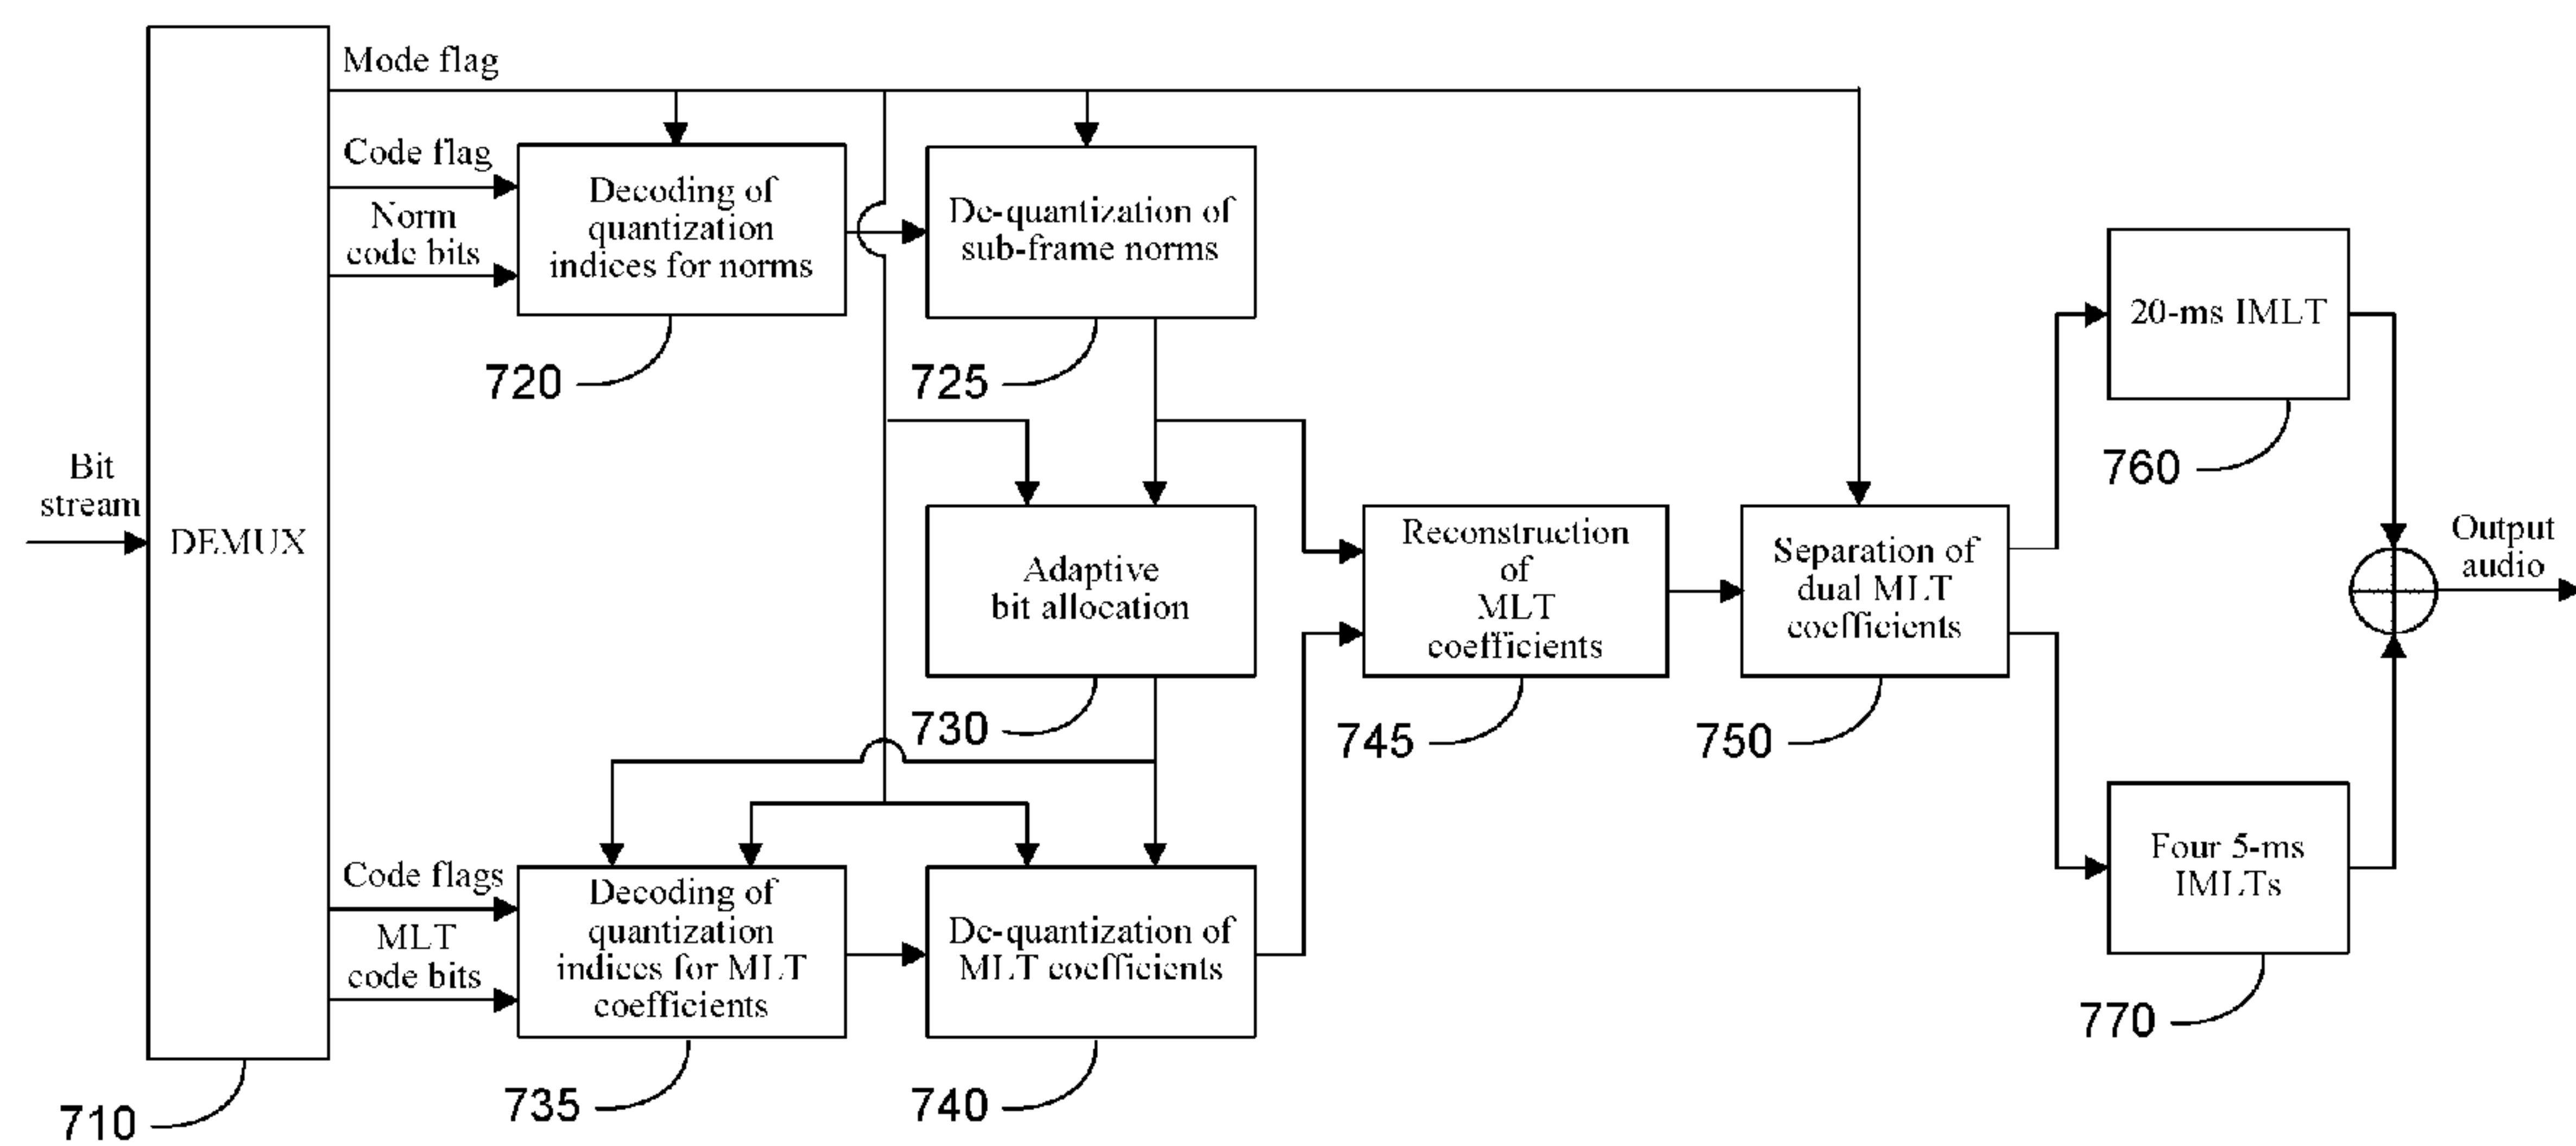 Mode flag
Code flag
Norm
code bits
Decoding of
quantization
indices for norms
De-quantization of
sub-frame norms
720
725
20-ms IMLT
760
Bit
stream
DEMUX
Adaptive
bit allocation
730
Reconstruction
of
MLT
coefficients
745
Separation of
dual MLT
coefficients
750
Output
audio
Code flags
MLT
code bits
Decoding of
quantization
indices for MLT
coefficients
De-quantization of
MLT coefficients
Four 5-ms
IMLTs
770
710
735
740